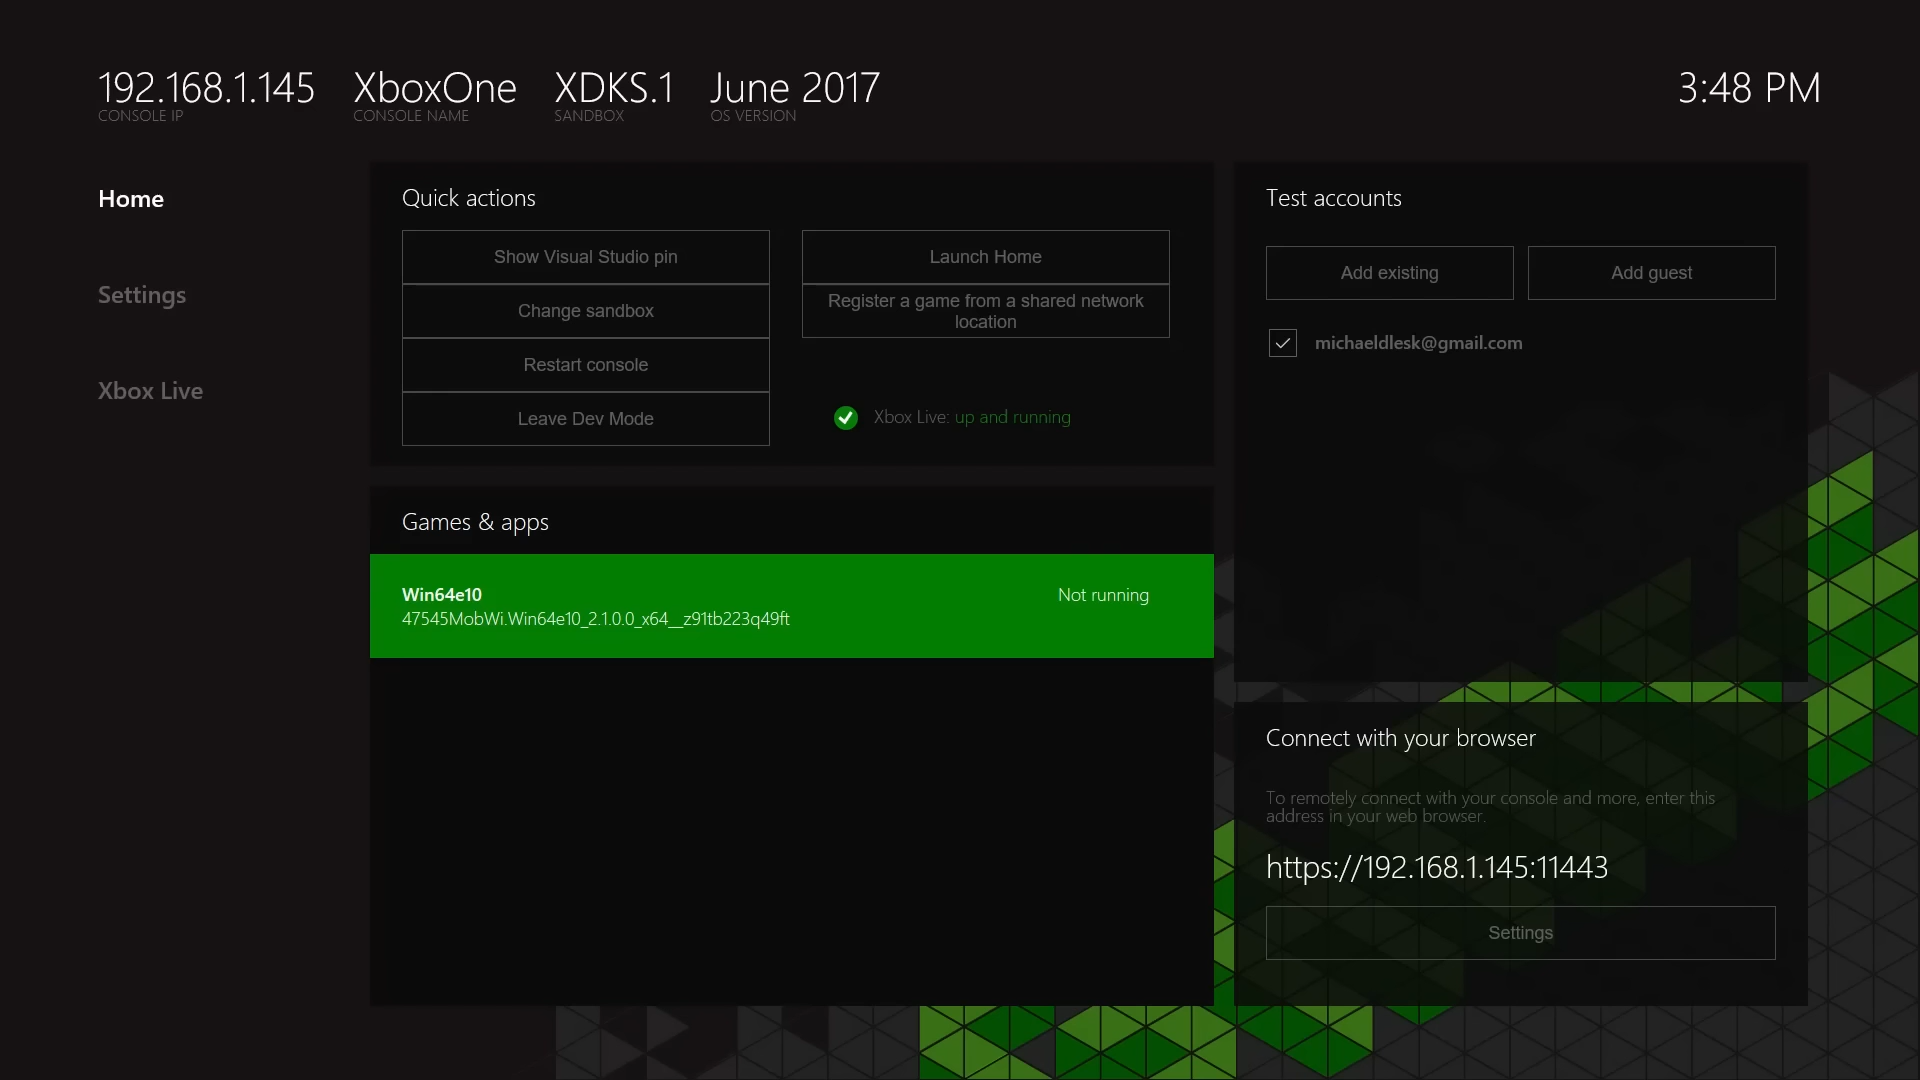 192.168.1.145
CONSOLE IP
XboxOne
CONSOLE NAME
XDKS.1
SANDBOX
June 2017
OS VERSION
3:48 PM
Home
Settings
Xbox Live
Quick actions
Show Visual Studio pin
Change sandbox
Restart console
Leave Dev Mode
Launch Home
Register a game from a shared network
location
Xbox Live: up and running
Games & apps
Win64e10
Not running
47545MobWi.Win64e10_2.1.0.0_x64__z91tb223q49ft
Test accounts
Add existing
Add guest
michaeldlesk@gmail.com
Connect with your browser
To remotely connect with your console and more, enter this
address in your web browser.
https://192.168.1.145:11443
Settings